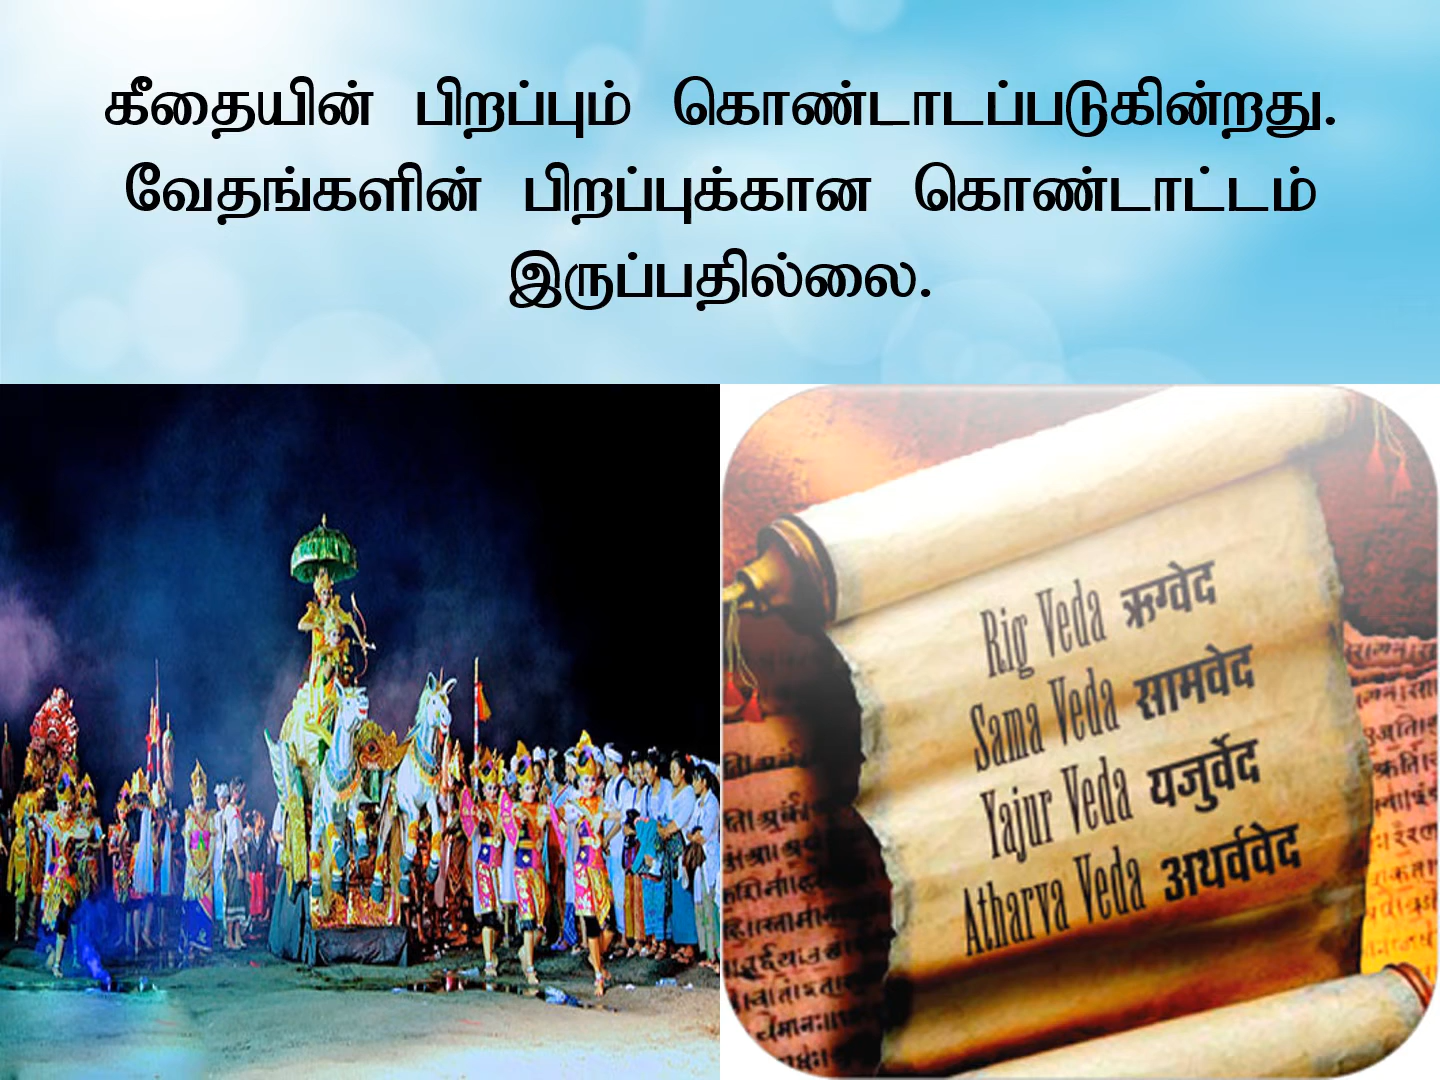 கீதையின் பிறப்பும் கொண்டாடப்படுகின்றது.
வேதங்களின் பிறப்புக்கான கொண்டாட்டம்
இருப்பதில்லை.
Rig Veda ऋग्वेद
Sama Veda सामवेद
Yajur Veda यजुर्वेद
Atharva Veda अथर्ववेद